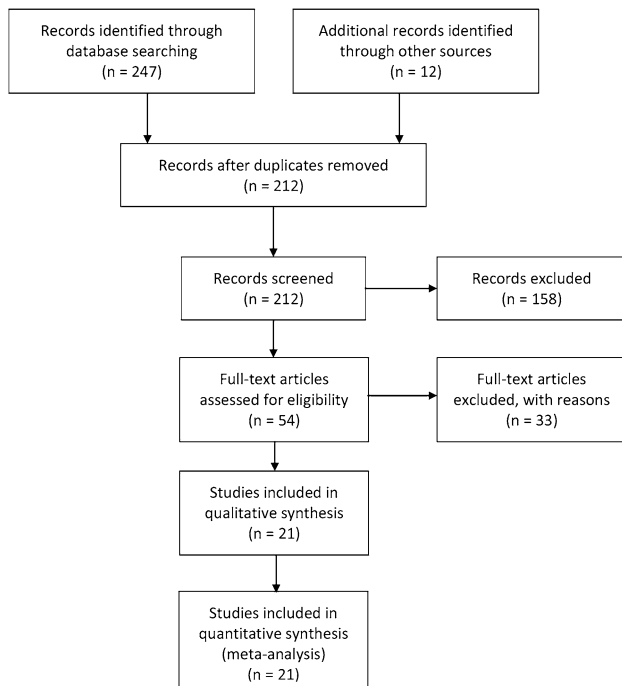 Records identified through
database searching
(n = 247)
Additional records identified
through other sources
(n = 12)
Records after duplicates removed
(n = 212)
Records screened
(n = 212)
Records excluded
(n = 158)
Full-text articles
assessed for eligibility
(n = 54)
Full-text articles
excluded, with reasons
(n = 33)
Studies included in
qualitative synthesis
(n = 21)
Studies included in
quantitative synthesis
(meta-analysis)
(n = 21)